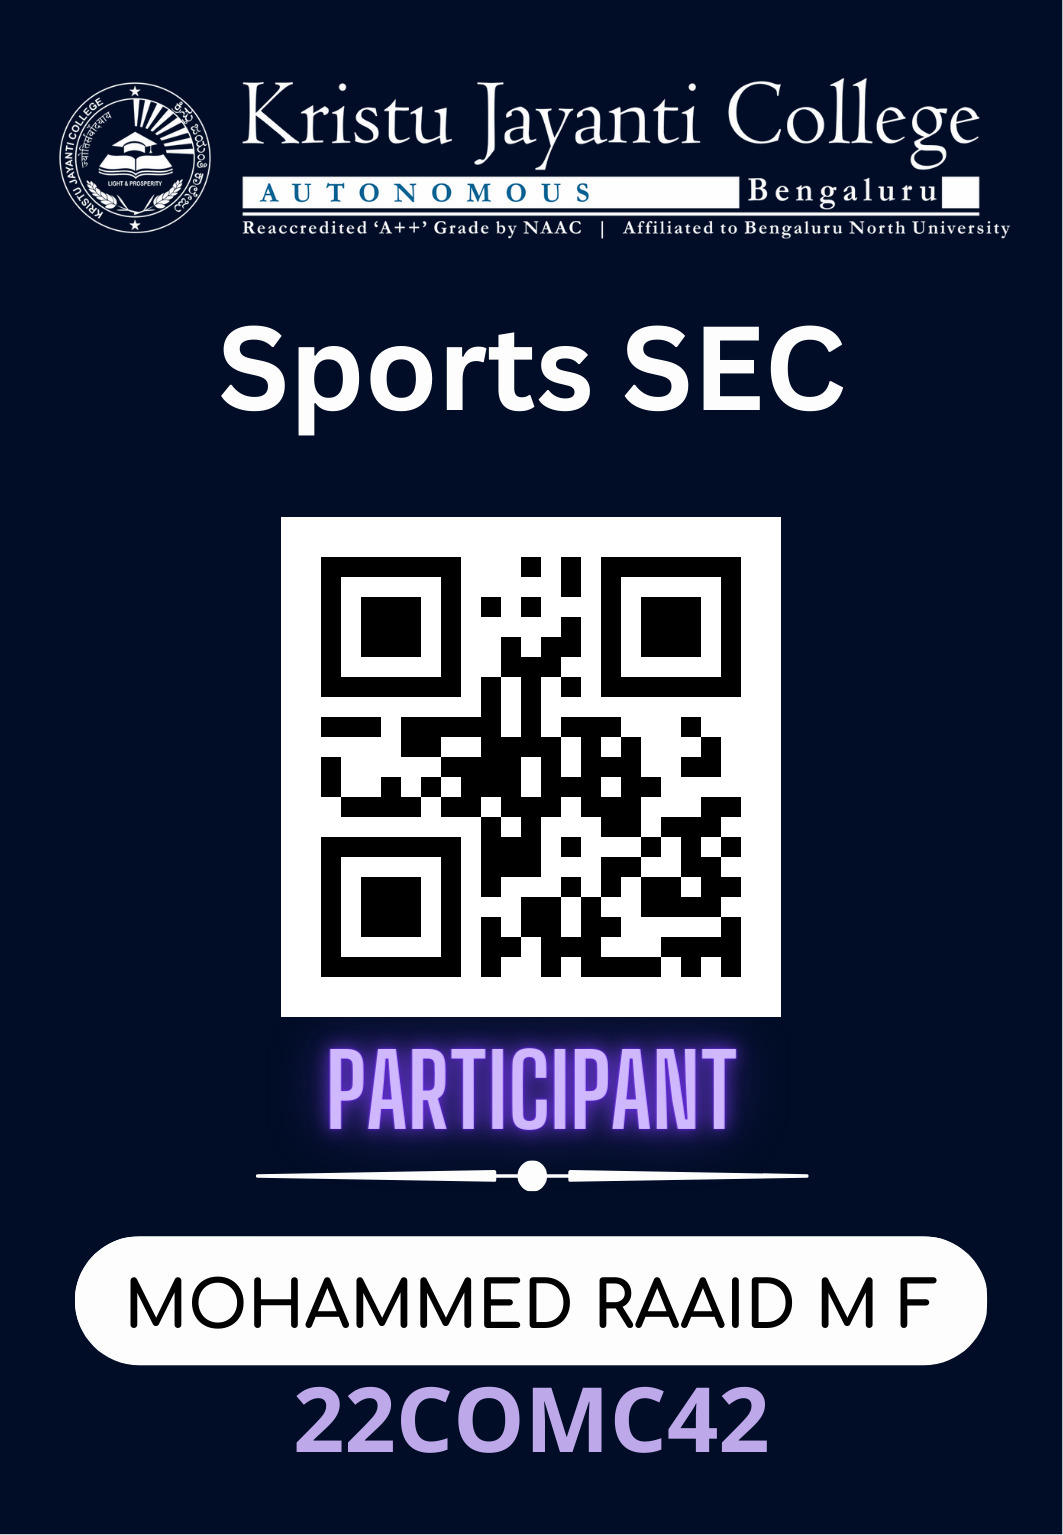 Kristu Jayanti College
AUTONOMOUS Bengaluru
Reaccredited ‘A++’ Grade by NAAC | Affiliated to Bengaluru North University
KRISTU JAYANTI COLLEGE
LIGHT & PROSPERITY
Sports SEC
PARTICIPANT
MOHAMMED RAAID M F
22COMC42